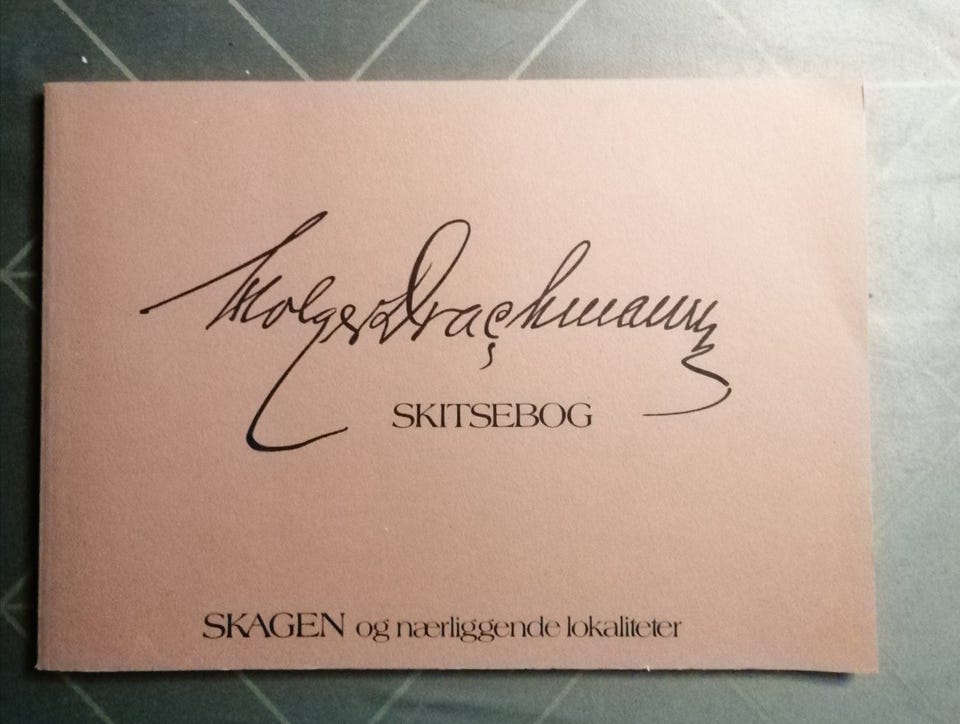 Holger Drachmann
SKITSEBOG
SKAGEN og nærliggende lokaliteter